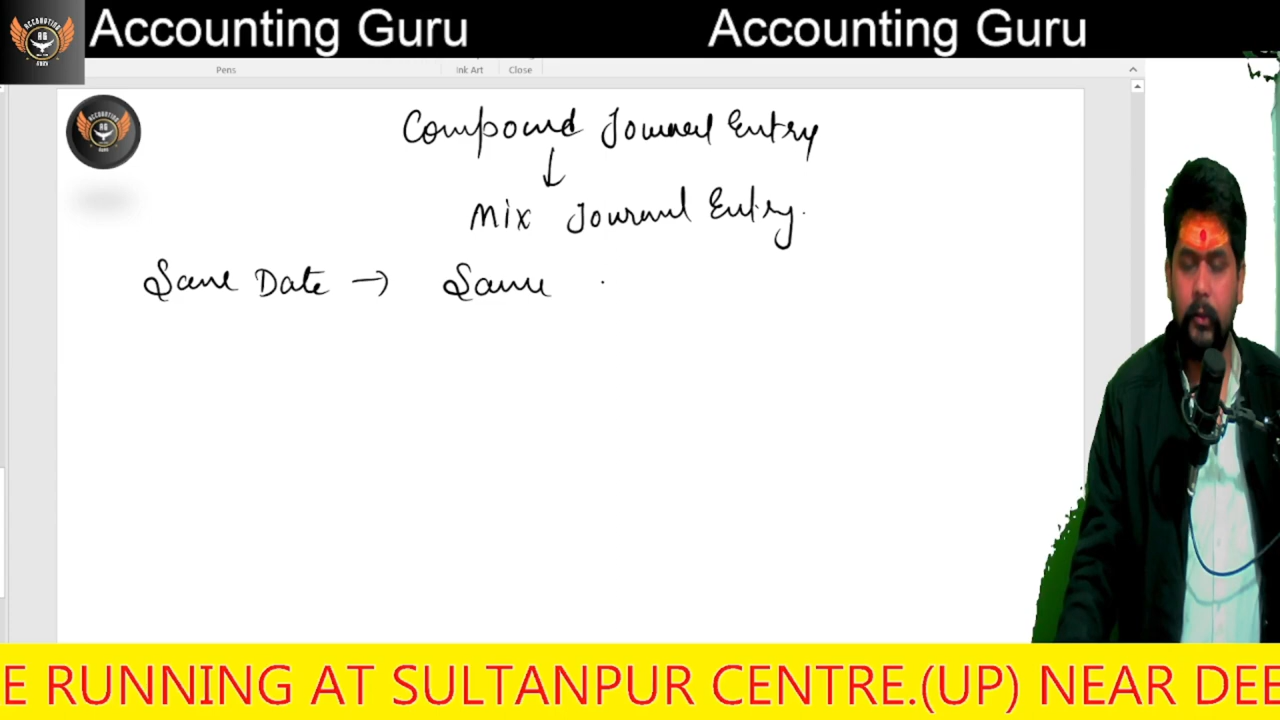 Accounting Guru
Accounting Guru
Pens
Ink Art
Close
Compound Journal Entry
↓
Mix Journal Entry.
Same Date → Same
E RUNNING AT SULTANPUR CENTRE.(UP) NEAR DEE